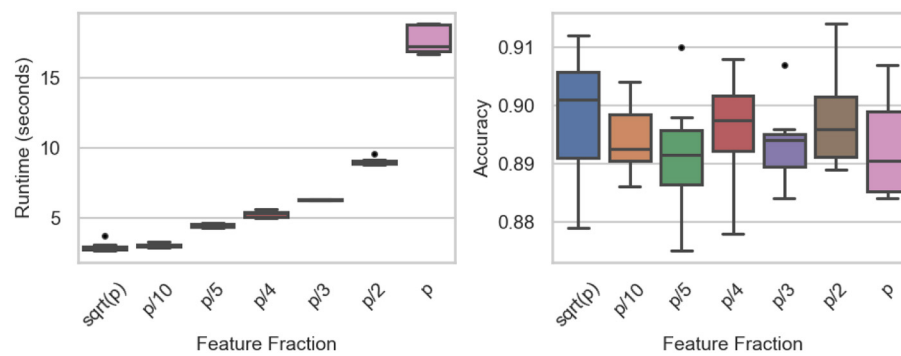 Runtime (seconds)
15
10
5
sqrt(p)
p/10
p/5
p/4
p/3
p/2
p
Feature Fraction
Accuracy
0.91
0.90
0.89
0.88
sqrt(p)
p/10
p/5
p/4
p/3
p/2
p
Feature Fraction